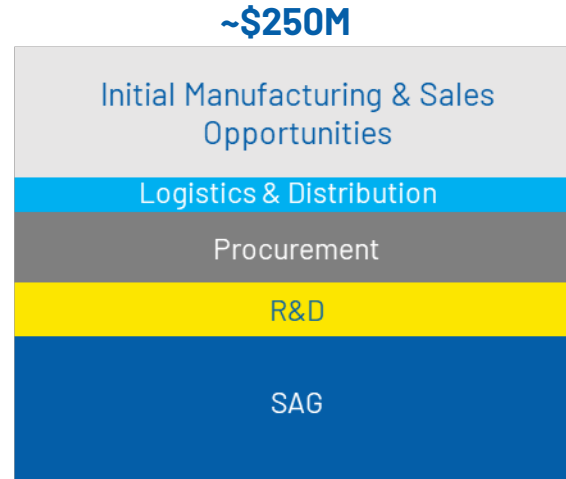 ~$250M
Initial Manufacturing & Sales
Opportunities
Logistics & Distribution
Procurement
R&D
SAG